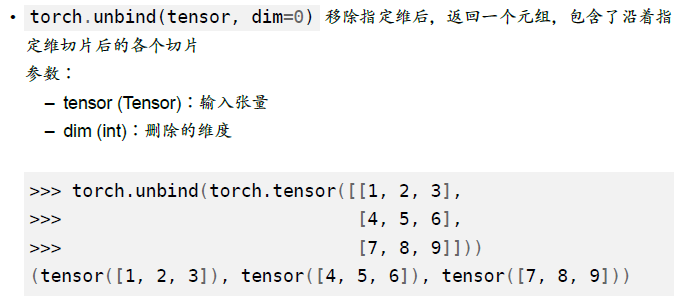 • torch.unbind(tensor, dim=0) 移除指定维后，返回一个元组，包含了沿着指
定维切片后的各个切片
参数：
– tensor (Tensor)：输入张量
– dim (int)：删除的维度
>>> torch.unbind(torch.tensor([[1, 2, 3],
>>>                            [4, 5, 6],
>>>                            [7, 8, 9]]))
(tensor([1, 2, 3]), tensor([4, 5, 6]), tensor([7, 8, 9]))